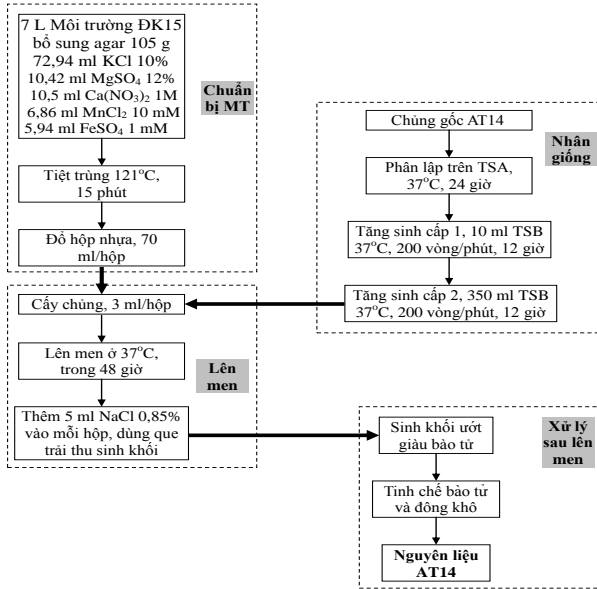 7 L Môi trường ĐK15
bổ sung agar 105 g
72,94 ml KCl 10%
10,42 ml MgSO₄ 12%
10,5 ml Ca(NO₃)₂ 1M
6,86 ml MnCl₂ 10 mM
5,94 ml FeSO₄ 1 mM
Chuẩn
bị MT
Tiệt trùng 121°C,
15 phút
Đổ hộp nhựa, 70
ml/hộp
Chủng gốc AT14
Nhân
giống
Phân lập trên TSA,
37°C, 24 giờ
Tăng sinh cấp 1, 10 ml TSB
37°C, 200 vòng/phút, 12 giờ
Tăng sinh cấp 2, 350 ml TSB
37°C, 200 vòng/phút, 12 giờ
Cấy chủng, 3 ml/hộp
Lên men ở 37°C,
trong 48 giờ
Lên
men
Thêm 5 ml NaCl 0,85%
vào mỗi hộp, dùng que
trải thu sinh khối
Sinh khối ướt
giàu bào tử
Xử lý
sau lên
men
Tinh chế bào tử
và đông khô
Nguyên liệu
AT14